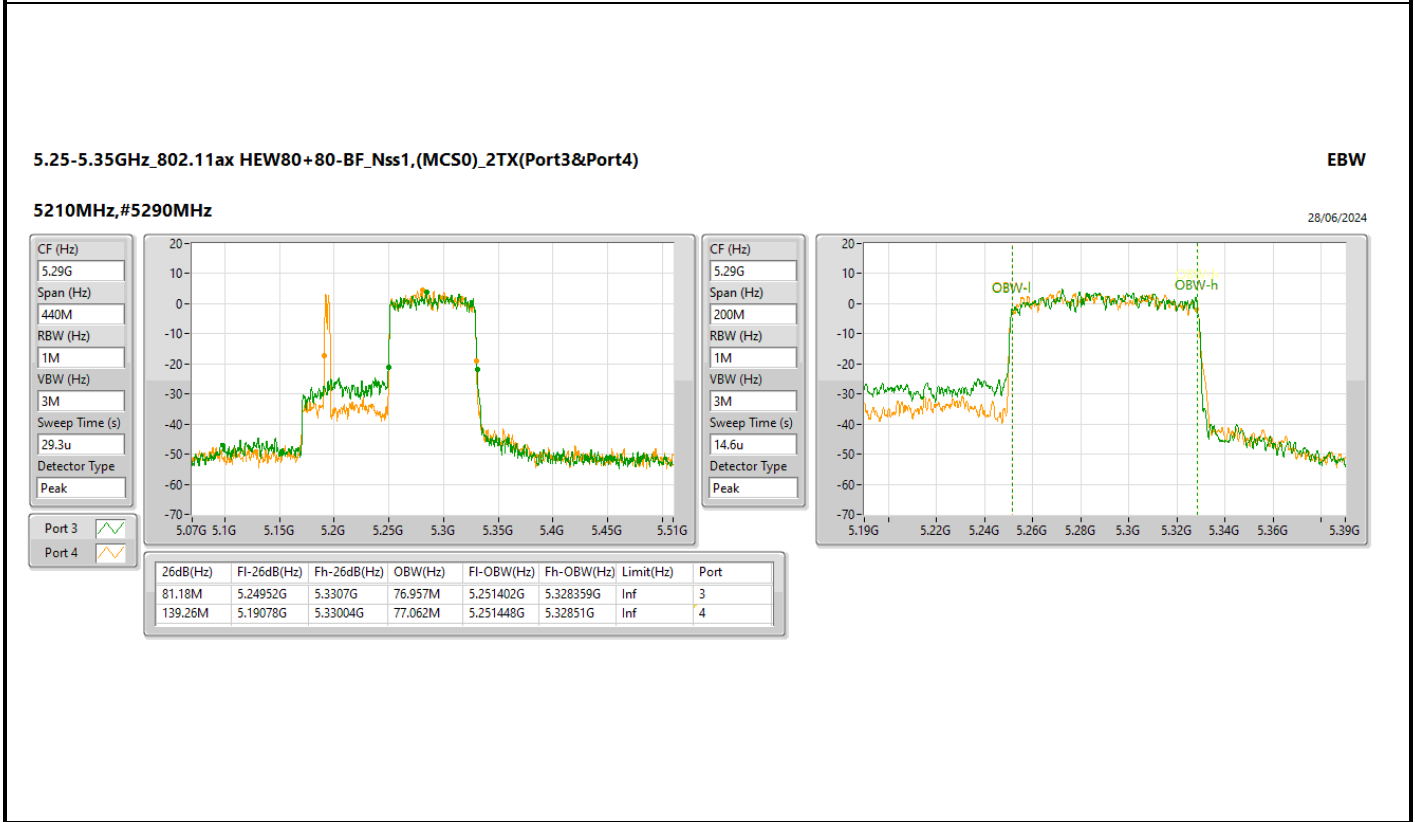 5.25-5.35GHz_802.11ax HEW80+80-BF_Nss1,(MCS0)_2TX(Port3&Port4)
EBW
5210MHz,#5290MHz
28/06/2024
CF (Hz)
5.29G
Span (Hz)
440M
RBW (Hz)
1M
VBW (Hz)
3M
Sweep Time (s)
29.3u
Detector Type
Peak
Port 3
Port 4
20
10
0
-10
-20
-30
-40
-50
-60
-70
5.07G 5.1G 5.15G 5.2G 5.25G 5.3G 5.35G 5.4G 5.45G 5.51G
CF (Hz)
5.29G
Span (Hz)
200M
RBW (Hz)
1M
VBW (Hz)
3M
Sweep Time (s)
14.6u
Detector Type
Peak
20
10
0
-10
-20
-30
-40
-50
-60
-70
OBW-l OBW-h
5.19G 5.22G 5.24G 5.26G 5.28G 5.3G 5.32G 5.34G 5.36G 5.39G
26dB(Hz) Fl-26dB(Hz) Fh-26dB(Hz) OBW(Hz) Fl-OBW(Hz) Fh-OBW(Hz) Limit(Hz) Port
81.18M 5.24952G 5.3307G 76.957M 5.251402G 5.328359G Inf 3
139.26M 5.19078G 5.33004G 77.062M 5.251448G 5.32851G Inf 4